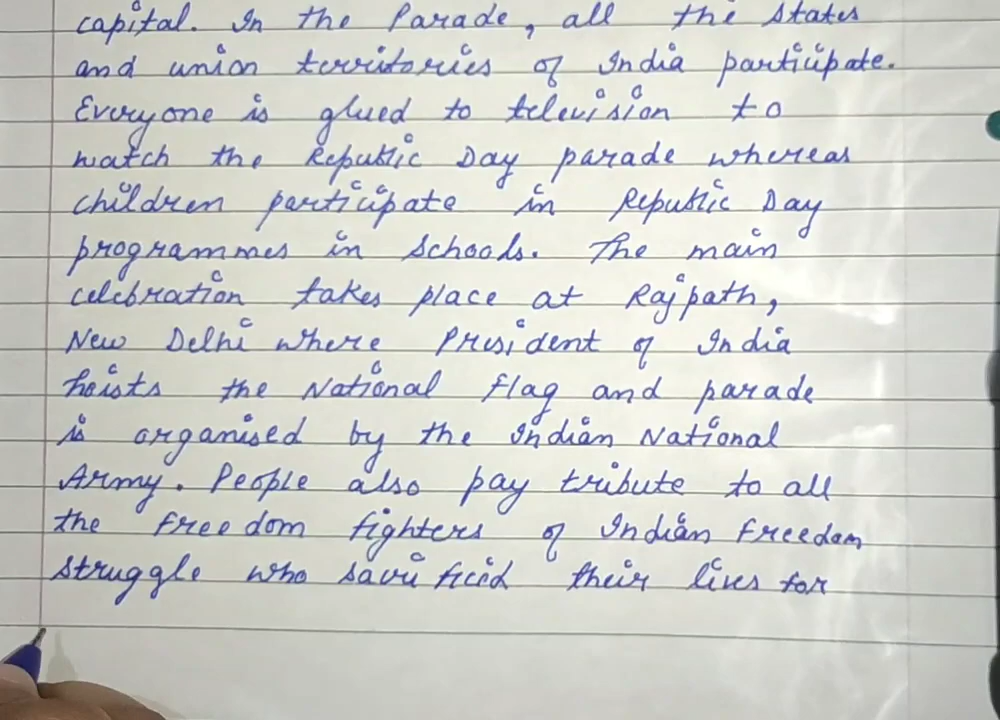 capital. In the Parade, all the States
and union territories of India participate.
Everyone is glued to television to
watch the Republic Day parade whereas
children participate in Republic Day
programmes in Schools. The main
celebration takes place at Rajpath,
New Delhi where President of India
hoists the National Flag and parade
is organised by the Indian National
Army. People also pay tribute to all
the freedom fighters of Indian Freedom
struggle who sacrificed their lives for